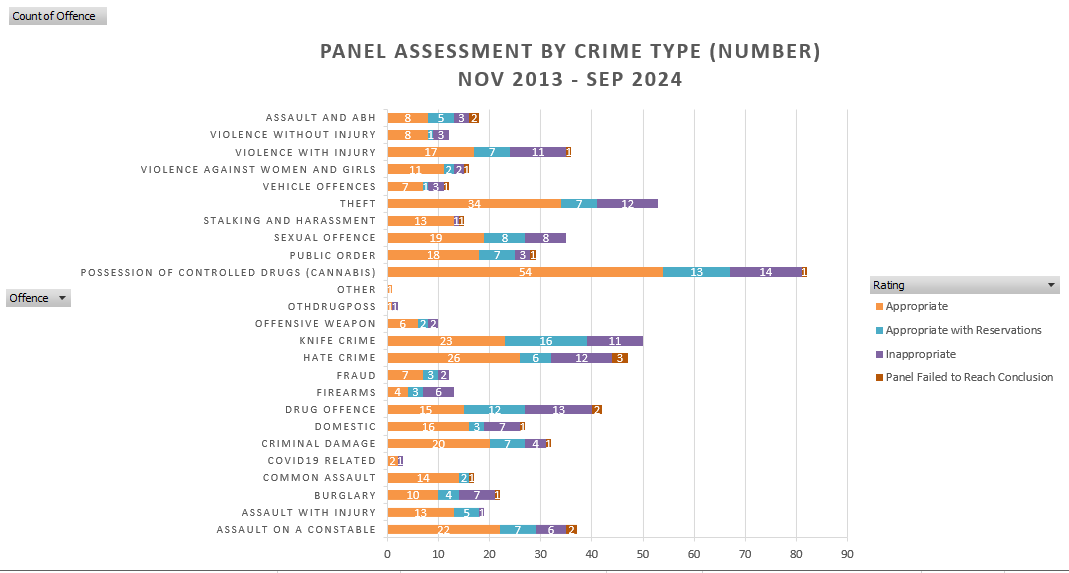 Count of Offence
PANEL ASSESSMENT BY CRIME TYPE (NUMBER)
NOV 2013 - SEP 2024
ASSAULT AND ABH 8 5 3 2
VIOLENCE WITHOUT INJURY 8 1 3
VIOLENCE WITH INJURY 17 7 11 1
VIOLENCE AGAINST WOMEN AND GIRLS 11 2 2 1
VEHICLE OFFENCES 7 1 3 1
THEFT 34 7 12
STALKING AND HARASSMENT 13 1 1
SEXUAL OFFENCE 19 8 8
PUBLIC ORDER 18 7 3 1
POSSESSION OF CONTROLLED DRUGS (CANNABIS) 54 13 14 1
OTHER 1
OTHDRUGPOSS 1 1
OFFENSIVE WEAPON 6 2 2
KNIFE CRIME 23 16 11
HATE CRIME 26 6 12 3
FRAUD 7 3 2
FIREARMS 4 3 6
DRUG OFFENCE 15 12 13 2
DOMESTIC 16 3 7 1
CRIMINAL DAMAGE 20 7 4 1
COVID19 RELATED 2 1
COMMON ASSAULT 14 2 1
BURGLARY 10 4 7 1
ASSAULT WITH INJURY 13 5 1
ASSAULT ON A CONSTABLE 22 7 6 2
0 10 20 30 40 50 60 70 80 90
Offence
Rating
Appropriate
Appropriate with Reservations
Inappropriate
Panel Failed to Reach Conclusion